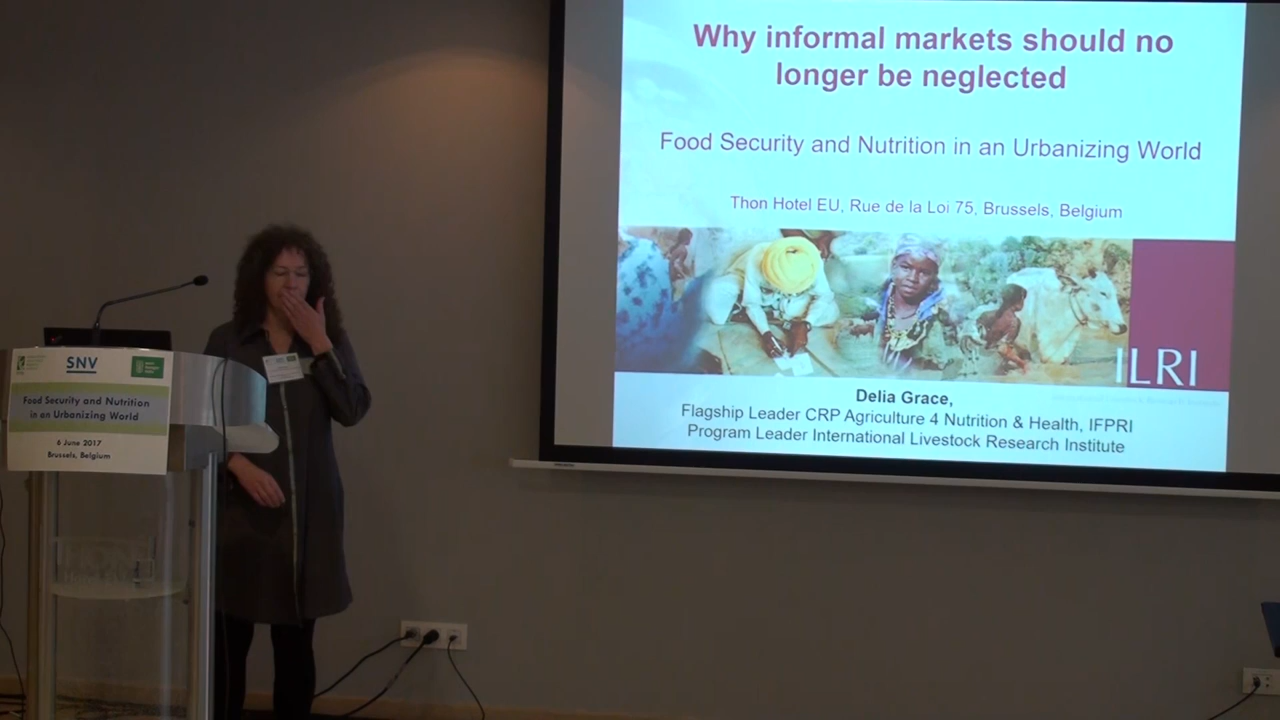 Why informal markets should no
longer be neglected
Food Security and Nutrition in an Urbanizing World
Thon Hotel EU, Rue de la Loi 75, Brussels, Belgium
ILRI
Delia Grace,
Flagship Leader CRP Agriculture 4 Nutrition & Health, IFPRI
Program Leader International Livestock Research Institute
SNV
Food Security and Nutrition
in an Urbanizing World
6 June 2017
Brussels, Belgium